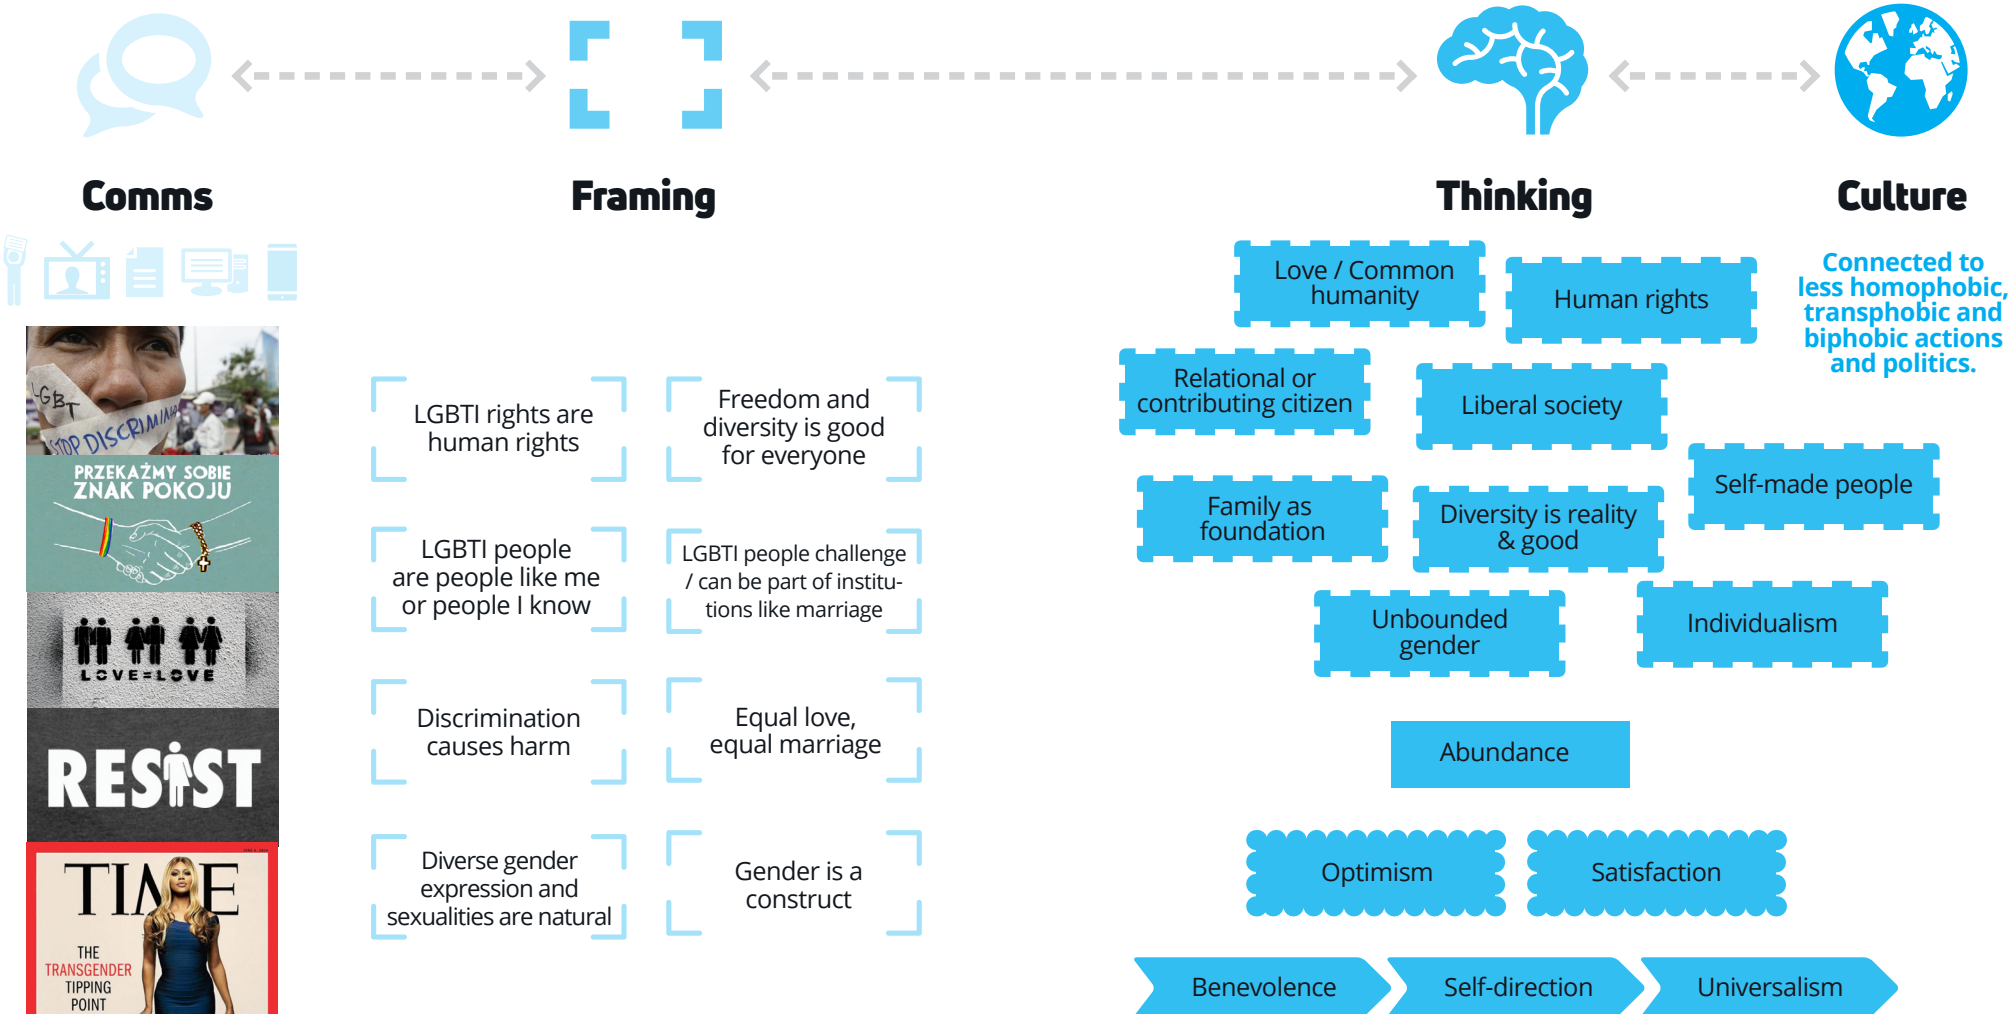 Comms
Framing
Thinking
Culture
LGBT
STOP DISCRIMIN
PRZEKAŻMY SOBIE
ZNAK POKOJU
LOVE=LOVE
RESIST
TIME
THE
TRANSGENDER
TIPPING
POINT
LGBTI rights are
human rights
Freedom and
diversity is good
for everyone
LGBTI people
are people like me
or people I know
LGBTI people challenge
/ can be part of institu-
tions like marriage
Discrimination
causes harm
Equal love,
equal marriage
Diverse gender
expression and
sexualities are natural
Gender is a
construct
Love / Common
humanity
Human rights
Relational or
contributing citizen
Liberal society
Self-made people
Family as
foundation
Diversity is reality
& good
Unbounded
gender
Individualism
Abundance
Optimism
Satisfaction
Benevolence
Self-direction
Universalism
Connected to
less homophobic,
transphobic and
biphobic actions
and politics.